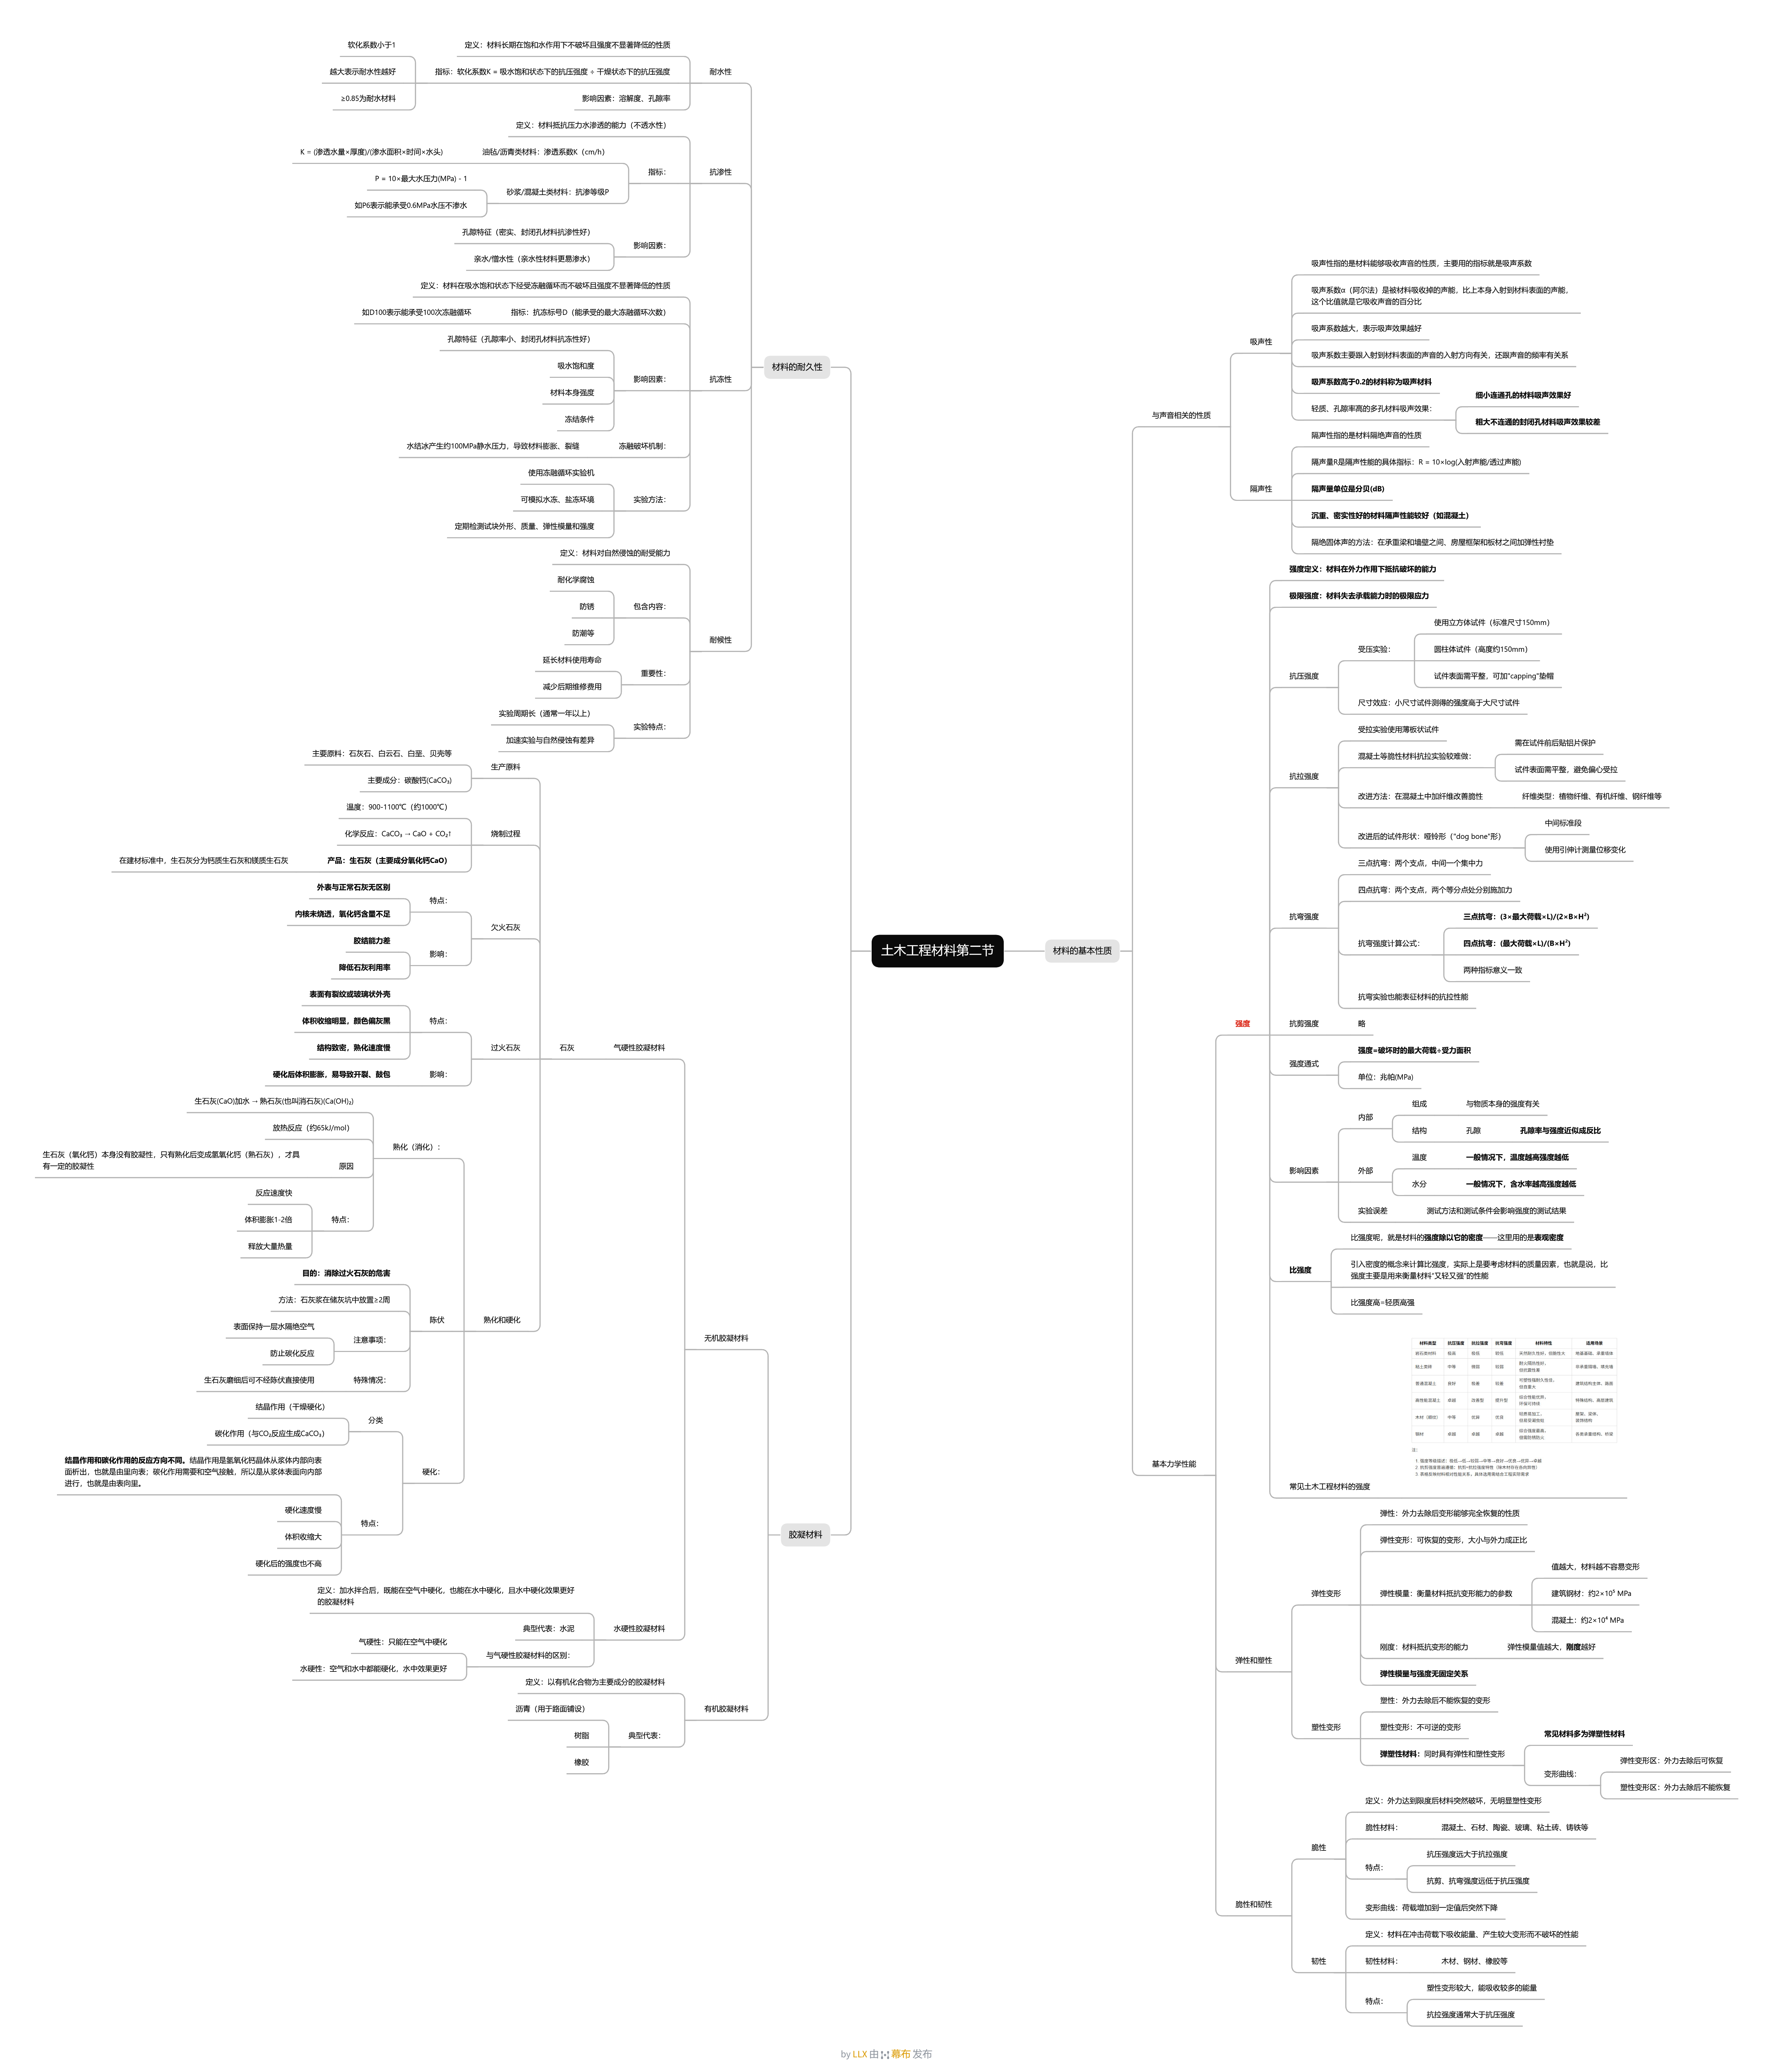 土木工程材料第二节
材料的基本性质
与声音相关的性质
吸声性
吸声性指的是材料能够吸收声音的性质，主要用的指标就是吸声系数
吸声系数α（阿尔法）是被材料吸收掉的声能，比上本身入射到材料表面的声能，
这个比值就是它吸收声音的百分比
吸声系数越大，表示吸声效果越好
吸声系数主要跟入射到材料表面的声音的入射方向有关，还跟声音的频率有关系
吸声系数高于0.2的材料称为吸声材料
轻质、孔隙率高的多孔材料吸声效果：
细小连通孔的材料吸声效果好
粗大不连通的封闭孔材料吸声效果较差
隔声性
隔声性指的是材料隔绝声音的性质
隔声量R是隔声性能的具体指标：R = 10×log(入射声能/透过声能)
隔声量单位是分贝(dB)
沉重、密实性好的材料隔声性能较好（如混凝土）
隔绝固体声的方法：在承重梁和墙壁之间、房屋框架和板材之间加弹性衬垫
基本力学性能
强度
强度定义：材料在外力作用下抵抗破坏的能力
极限强度：材料失去承载能力时的极限应力
抗压强度
受压实验：
使用立方体试件（标准尺寸150mm）
圆柱体试件（高度约150mm）
试件表面需平整，可加"capping"垫帽
尺寸效应：小尺寸试件测得的强度高于大尺寸试件
抗拉强度
受拉实验使用薄板状试件
混凝土等脆性材料抗拉实验较难做：
需在试件前后贴铝片保护
试件表面需平整，避免偏心受拉
改进方法：在混凝土中加纤维改善脆性
纤维类型：植物纤维、有机纤维、钢纤维等
改进后的试件形状：哑铃形（"dog bone"形）
中间标准段
使用引伸计测量位移变化
抗弯强度
三点抗弯：两个支点，中间一个集中力
四点抗弯：两个支点，两个等分点处分别施加力
抗弯强度计算公式：
三点抗弯：(3×最大荷载×L)/(2×B×H²)
四点抗弯：(最大荷载×L)/(B×H²)
两种指标意义一致
抗弯实验也能表征材料的抗拉性能
抗剪强度
略
强度通式
强度=破坏时的最大荷载÷受力面积
单位：兆帕(MPa)
影响因素
内部
组成
与物质本身的强度有关
结构
孔隙
孔隙率与强度近似成反比
外部
温度
一般情况下，温度越高强度越低
水分
一般情况下，含水率越高强度越低
实验误差
测试方法和测试条件会影响强度的测试结果
比强度
比强度呢，就是材料的强度除以它的密度——这里用的是表观密度
引入密度的概念来计算比强度，实际上是要考虑材料的质量因素，也就是说，比
强度主要是用来衡量材料"又轻又强"的性能
比强度高=轻质高强
常见土木工程材料的强度
材料类型 抗压强度 抗拉强度 抗弯强度 材料特性 适用场景
弹性和塑性
弹性变形
弹性：外力去除后变形能够完全恢复的性质
弹性变形：可恢复的变形，大小与外力成正比
弹性模量：衡量材料抵抗变形能力的参数
值越大，材料越不容易变形
建筑钢材：约2×10⁵ MPa
混凝土：约2×10⁴ MPa
刚度：材料抵抗变形的能力
弹性模量值越大，刚度越好
弹性模量与强度无固定关系
塑性变形
塑性：外力去除后不能恢复的变形
塑性变形：不可逆的变形
弹塑性材料：同时具有弹性和塑性变形
常见材料多为弹塑性材料
变形曲线：
弹性变形区：外力去除后可恢复
塑性变形区：外力去除后不能恢复
脆性和韧性
脆性
定义：外力达到限度后材料突然破坏，无明显塑性变形
脆性材料：
混凝土、石材、陶瓷、玻璃、粘土砖、铸铁等
特点：
抗压强度远大于抗拉强度
抗剪、抗弯强度远低于抗压强度
变形曲线：荷载增加到一定值后突然下降
韧性
定义：材料在冲击荷载下吸收能量、产生较大变形而不破坏的性能
韧性材料：
木材、钢材、橡胶等
特点：
塑性变形较大，能吸收较多的能量
抗拉强度通常大于抗压强度
材料的耐久性
耐水性
定义：材料长期在饱和水作用下不破坏且强度不显著降低的性质
指标：软化系数K = 吸水饱和状态下的抗压强度 ÷ 干燥状态下的抗压强度
软化系数小于1
越大表示耐水性越好
≥0.85为耐水材料
影响因素：溶解度、孔隙率
抗渗性
定义：材料抵抗压力水渗透的能力（不透水性）
指标：
油毡/沥青类材料：渗透系数K（cm/h）
K = (渗透水量×厚度)/(渗水面积×时间×水头)
砂浆/混凝土类材料：抗渗等级P
P = 10×最大水压力(MPa) - 1
如P6表示能承受0.6MPa水压不渗水
影响因素：
孔隙特征（密实、封闭孔材料抗渗性好）
亲水/憎水性（亲水性材料更易渗水）
抗冻性
定义：材料在吸水饱和状态下经受冻融循环而不破坏且强度不显著降低的性质
指标：抗冻标号D（能承受的最大冻融循环次数）
如D100表示能承受100次冻融循环
影响因素：
孔隙特征（孔隙率小、封闭孔材料抗冻性好）
吸水饱和度
材料本身强度
冻结条件
冻融破坏机制：
水结冰产生约100MPa静水压力，导致材料膨胀、裂缝
实验方法：
使用冻融循环实验机
可模拟水冻、盐冻环境
定期检测试块外形、质量、弹性模量和强度
耐候性
定义：材料对自然侵蚀的耐受能力
包含内容：
耐化学腐蚀
防锈
防潮等
重要性：
延长材料使用寿命
减少后期维修费用
实验特点：
实验周期长（通常一年以上）
加速实验与自然侵蚀有差异
胶凝材料
无机胶凝材料
气硬性胶凝材料
石灰
生产原料
主要原料：石灰石、白云石、白垩、贝壳等
主要成分：碳酸钙(CaCO₃)
烧制过程
温度：900-1100℃（约1000℃）
化学反应：CaCO₃ → CaO + CO₂↑
产品：生石灰（主要成分氧化钙CaO）
在建材标准中，生石灰分为钙质生石灰和镁质生石灰
欠火石灰
特点：
外表与正常石灰无区别
内核未烧透，氧化钙含量不足
影响：
胶结能力差
降低石灰利用率
过火石灰
特点：
表面有裂纹或玻璃状外壳
体积收缩明显，颜色偏灰黑
结构致密，熟化速度慢
影响：
硬化后体积膨胀，易导致开裂、鼓包
熟化和硬化
熟化（消化）：
生石灰(CaO)加水 → 熟石灰(也叫消石灰)(Ca(OH)₂)
放热反应（约65kJ/mol）
原因
生石灰（氧化钙）本身没有胶凝性，只有熟化后变成氢氧化钙（熟石灰），才具
有一定的胶凝性
特点：
反应速度快
体积膨胀1-2倍
释放大量热量
陈伏
目的：消除过火石灰的危害
方法：石灰浆在储灰坑中放置≥2周
注意事项：
表面保持一层水隔绝空气
防止碳化反应
特殊情况：
生石灰磨细后可不经陈伏直接使用
硬化：
分类
结晶作用（干燥硬化）
碳化作用（与CO₂反应生成CaCO₃）
结晶作用和碳化作用的反应方向不同。结晶作用是氢氧化钙晶体从浆体内部向表
面析出，也就是由里向表；碳化作用需要和空气接触，所以是从浆体表面向内部
进行，也就是由表向里。
特点：
硬化速度慢
体积收缩大
硬化后的强度也不高
水硬性胶凝材料
定义：加水拌合后，既能在空气中硬化，也能在水中硬化，且水中硬化效果更好
的胶凝材料
典型代表：水泥
与气硬性胶凝材料的区别：
气硬性：只能在空气中硬化
水硬性：空气和水中都能硬化，水中效果更好
有机胶凝材料
定义：以有机化合物为主要成分的胶凝材料
典型代表：
沥青（用于路面铺设）
树脂
橡胶
by LLX 由 幕布 发布